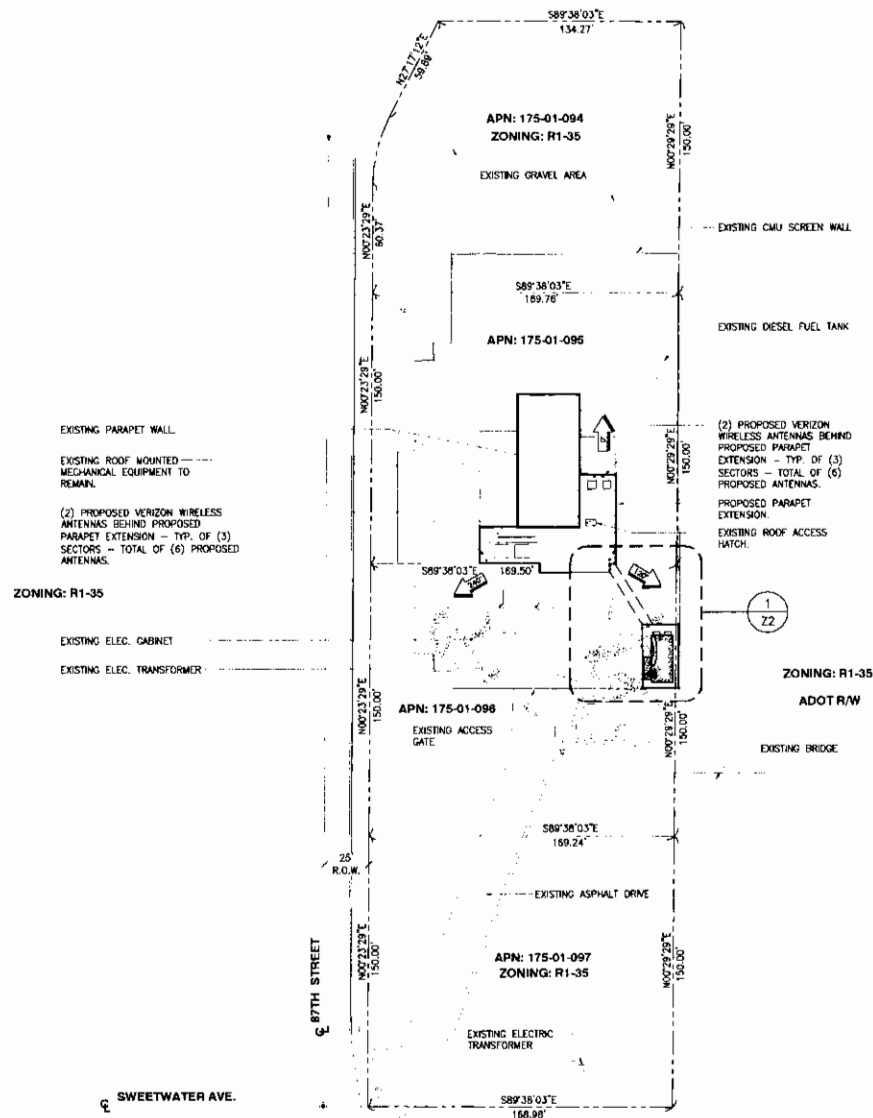 S89°38'03"E
134.27'
N27°17'12"E
59.89'
APN: 175-01-094
ZONING: R1-35
N00°29'29"E
150.00'
EXISTING GRAVEL AREA
N00°23'29"E
60.37'
EXISTING CMU SCREEN WALL
S89°38'03"E
169.76'
EXISTING DIESEL FUEL TANK
APN: 175-01-095
N00°23'29"E
150.00'
N00°29'29"E
150.00'
EXISTING PARAPET WALL
EXISTING ROOF MOUNTED
MECHANICAL EQUIPMENT TO
REMAIN.
(2) PROPOSED VERIZON WIRELESS
ANTENNAS BEHIND PROPOSED
PARAPET EXTENSION – TYP. OF (3)
SECTORS – TOTAL OF (6) PROPOSED
ANTENNAS.
(2) PROPOSED VERIZON
WIRELESS ANTENNAS BEHIND
PROPOSED PARAPET
EXTENSION – TYP. OF (3)
SECTORS – TOTAL OF (6)
PROPOSED ANTENNAS.
PROPOSED PARAPET
EXTENSION.
EXISTING ROOF ACCESS
HATCH.
S89°38'03"E
169.50'
240°
120°
ZONING: R1-35
1
Z2
EXISTING ELEC. CABINET
EXISTING ELEC. TRANSFORMER
ZONING: R1-35
ADOT R/W
APN: 175-01-096
EXISTING ACCESS
GATE
N00°23'29"E
150.00'
N00°29'29"E
150.00'
EXISTING BRIDGE
S89°38'03"E
169.24'
25'
R.O.W.
EXISTING ASPHALT DRIVE
87TH STREET
N00°23'29"E
150.00'
APN: 175-01-097
ZONING: R1-35
N00°29'29"E
150.00'
EXISTING ELECTRIC
TRANSFORMER
SWEETWATER AVE.
S89°38'03"E
168.98'